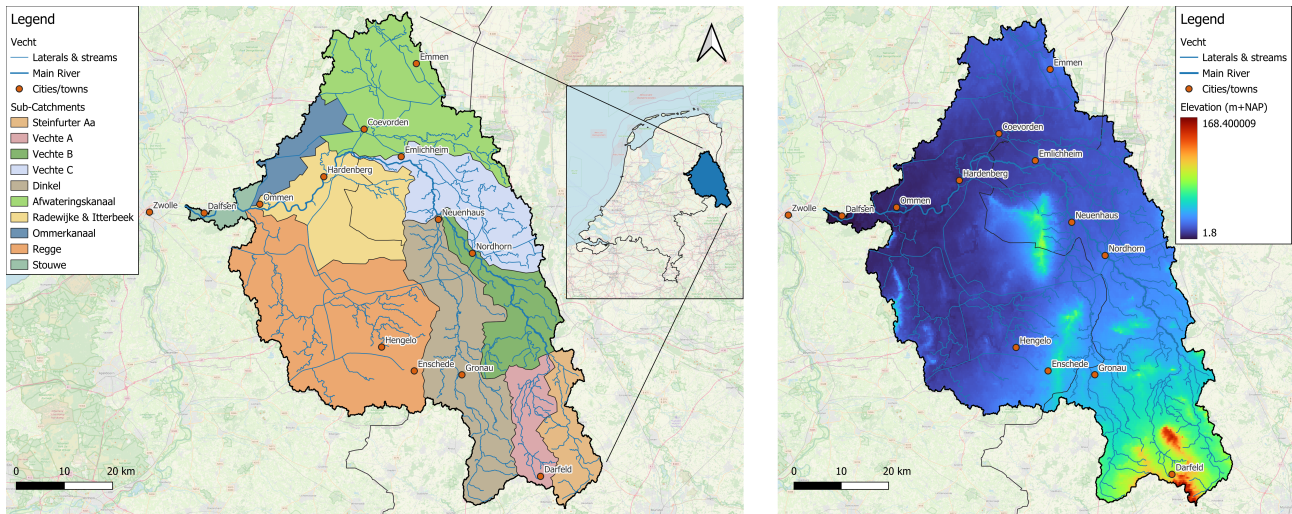 Legend
Vecht
Laterals & streams
Main River
Cities/towns
Sub-Catchments
Steinfurter Aa
Vechte A
Vechte B
Vechte C
Dinkel
Afwateringskanaal
Radewijke & Itterbeek
Ommerkanaal
Regge
Stouwe
Emmen
Coevorden
Emlichheim
Hardenberg
Ommen
Dalfsen
Zwolle
Neuenhaus
Nordhorn
Hengelo
Enschede
Gronau
Darfeld
0 10 20 km
Legend
Vecht
Laterals & streams
Main River
Cities/towns
Elevation (m+NAP)
168.400009
1.8
Emmen
Coevorden
Emlichheim
Hardenberg
Ommen
Dalfsen
Zwolle
Neuenhaus
Nordhorn
Hengelo
Enschede
Gronau
Darfeld
0 10 20 km